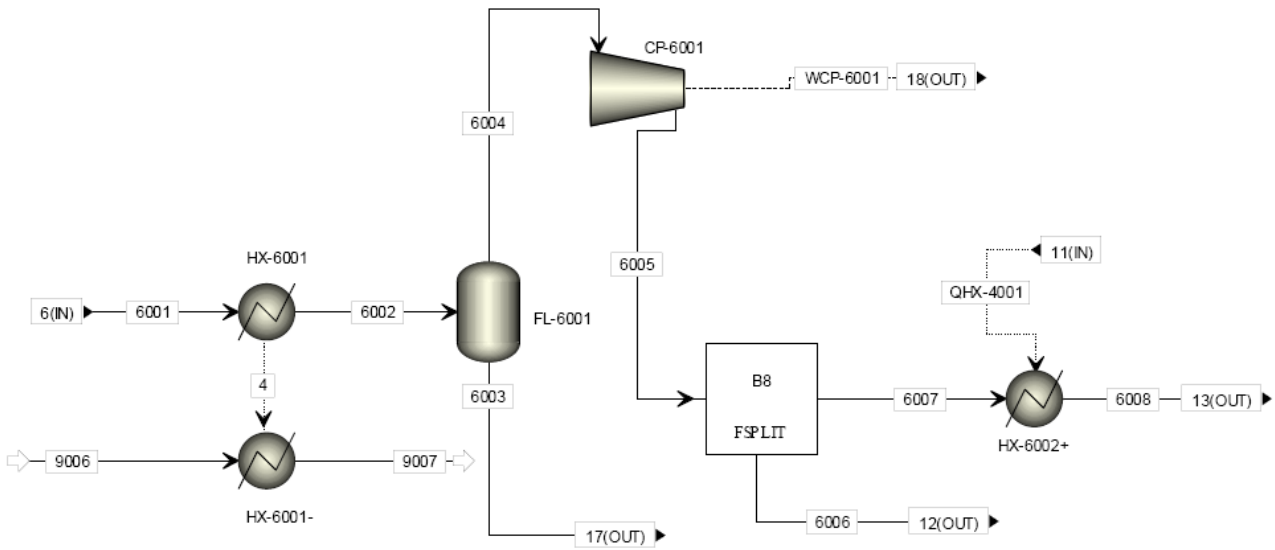 CP-6001
WCP-6001
18(OUT)
6004
HX-6001
6005
11(IN)
QHX-4001
6(IN)
6001
6002
FL-6001
4
6003
B8
FSPLIT
6007
6008
13(OUT)
HX-6002+
9006
9007
HX-6001-
6006
12(OUT)
17(OUT)